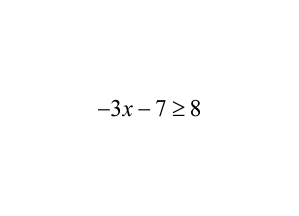 –3x – 7 ≥ 8